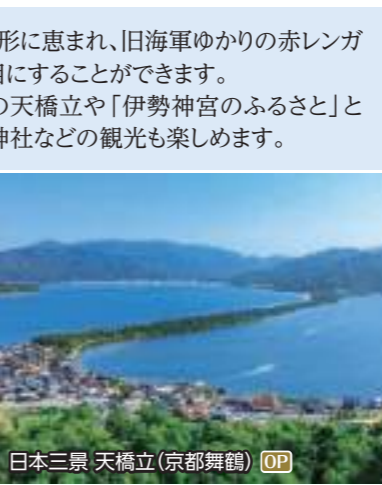 形に恵まれ、旧海軍ゆかりの赤レンガ
目にすることができます。
の天橋立や「伊勢神宮のふるさと」と
神社などの観光も楽しめます。
日本三景 天橋立(京都舞鶴) OP